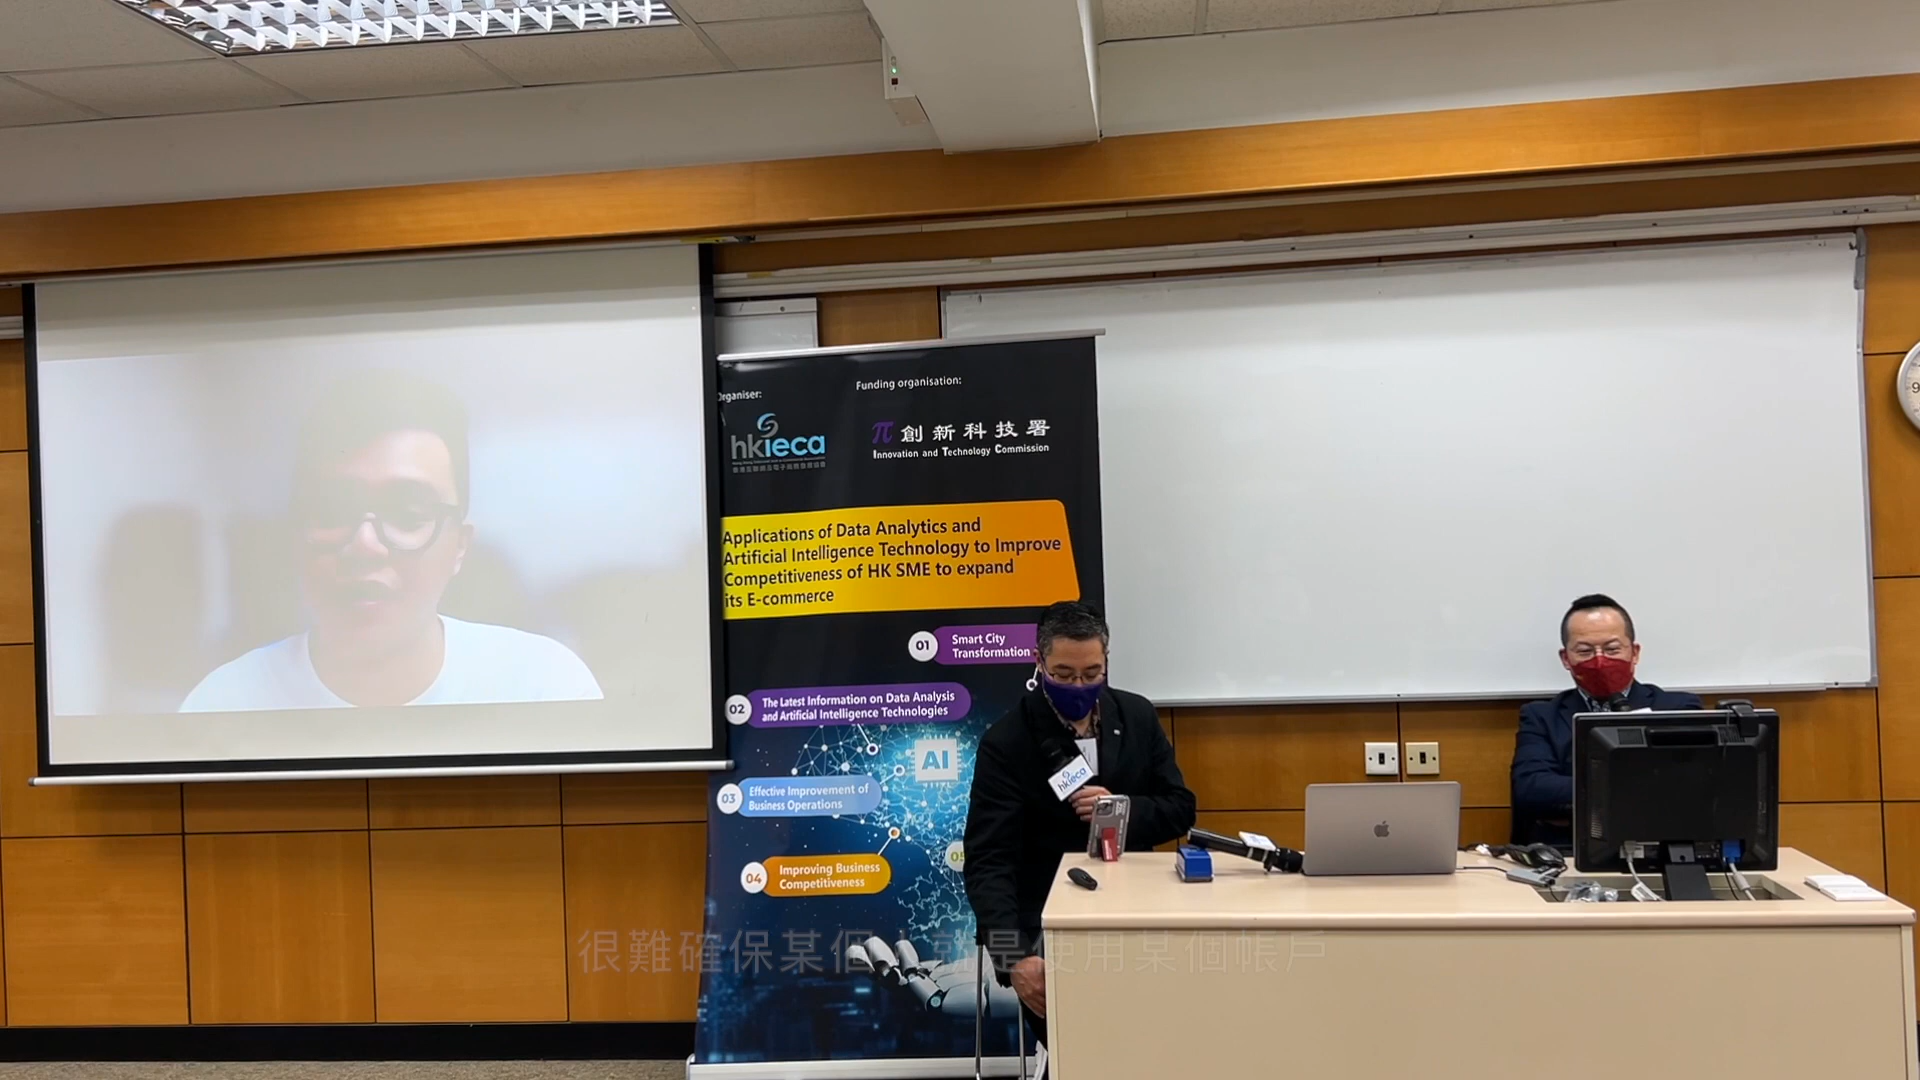 Organiser:
Funding organisation:
hkieca
創新科技署
Innovation and Technology Commission
Applications of Data Analytics and
Artificial Intelligence Technology to Improve
Competitiveness of HK SME to expand
its E-commerce
01
Smart City
Transformation
02
The Latest Information on Data Analysis
and Artificial Intelligence Technologies
AI
03
Effective Improvement of
Business Operations
hkieca
04
Improving Business
Competitiveness
05
9
很難確保某個人就是使用某個帳戶